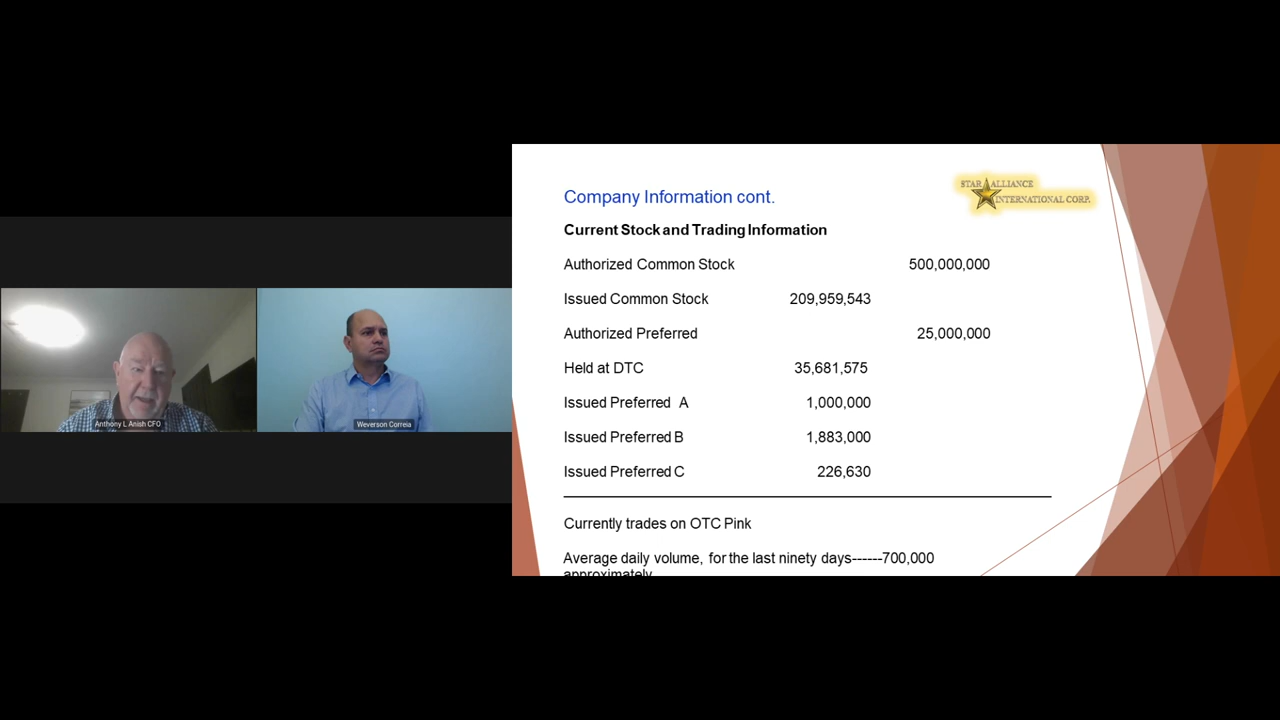 Company Information cont.
STAR ALLIANCE
INTERNATIONAL CORP.
Current Stock and Trading Information
Authorized Common Stock 500,000,000
Issued Common Stock 209,959,543
Authorized Preferred 25,000,000
Held at DTC 35,681,575
Issued Preferred A 1,000,000
Issued Preferred B 1,883,000
Issued Preferred C 226,630
Currently trades on OTC Pink
Average daily volume, for the last ninety days------700,000
approximately
Anthony L Anish CFO
Weverson Correia